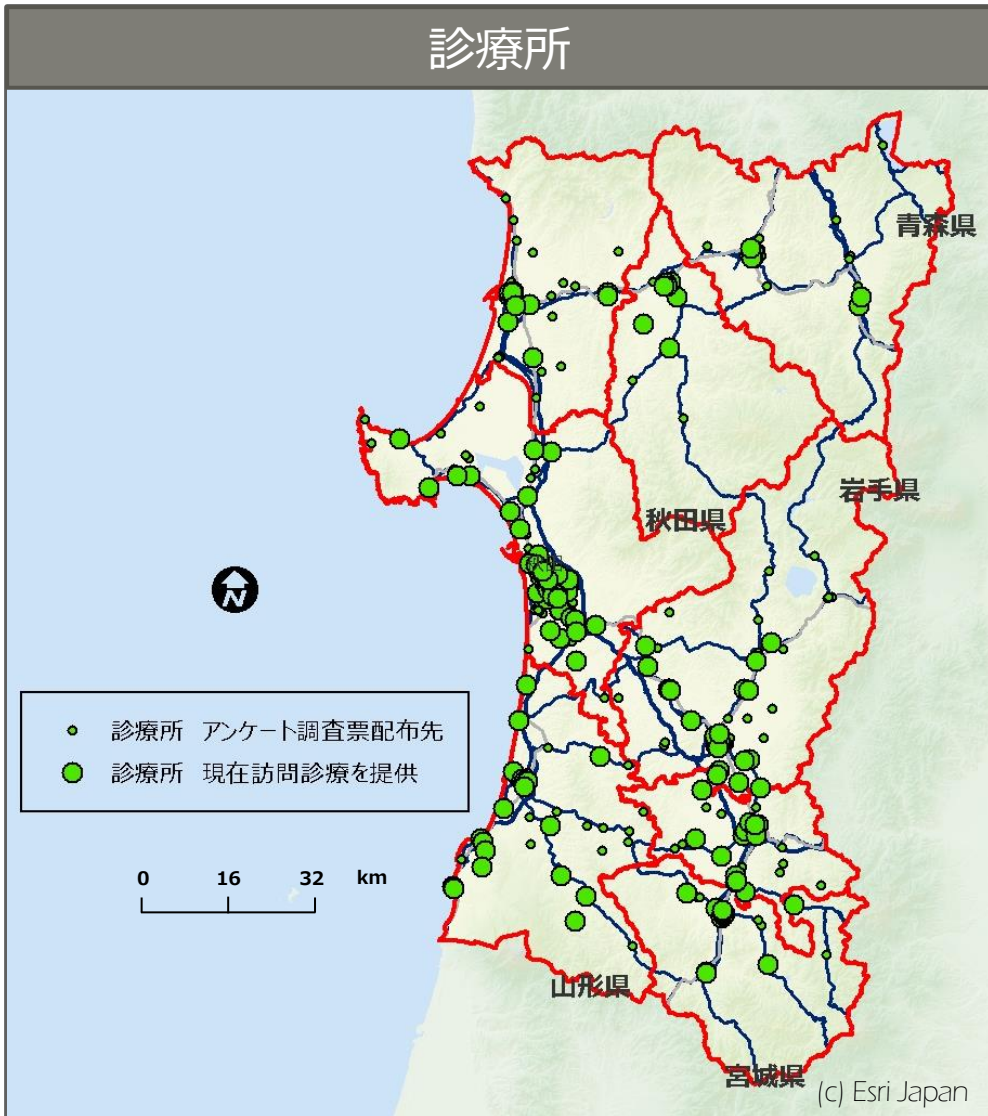 診療所
青森県
岩手県
秋田県
N
診療所 アンケート調査票配布先
診療所 現在訪問診療を提供
0 16 32 km
山形県
宮城県
(c) Esri Japan